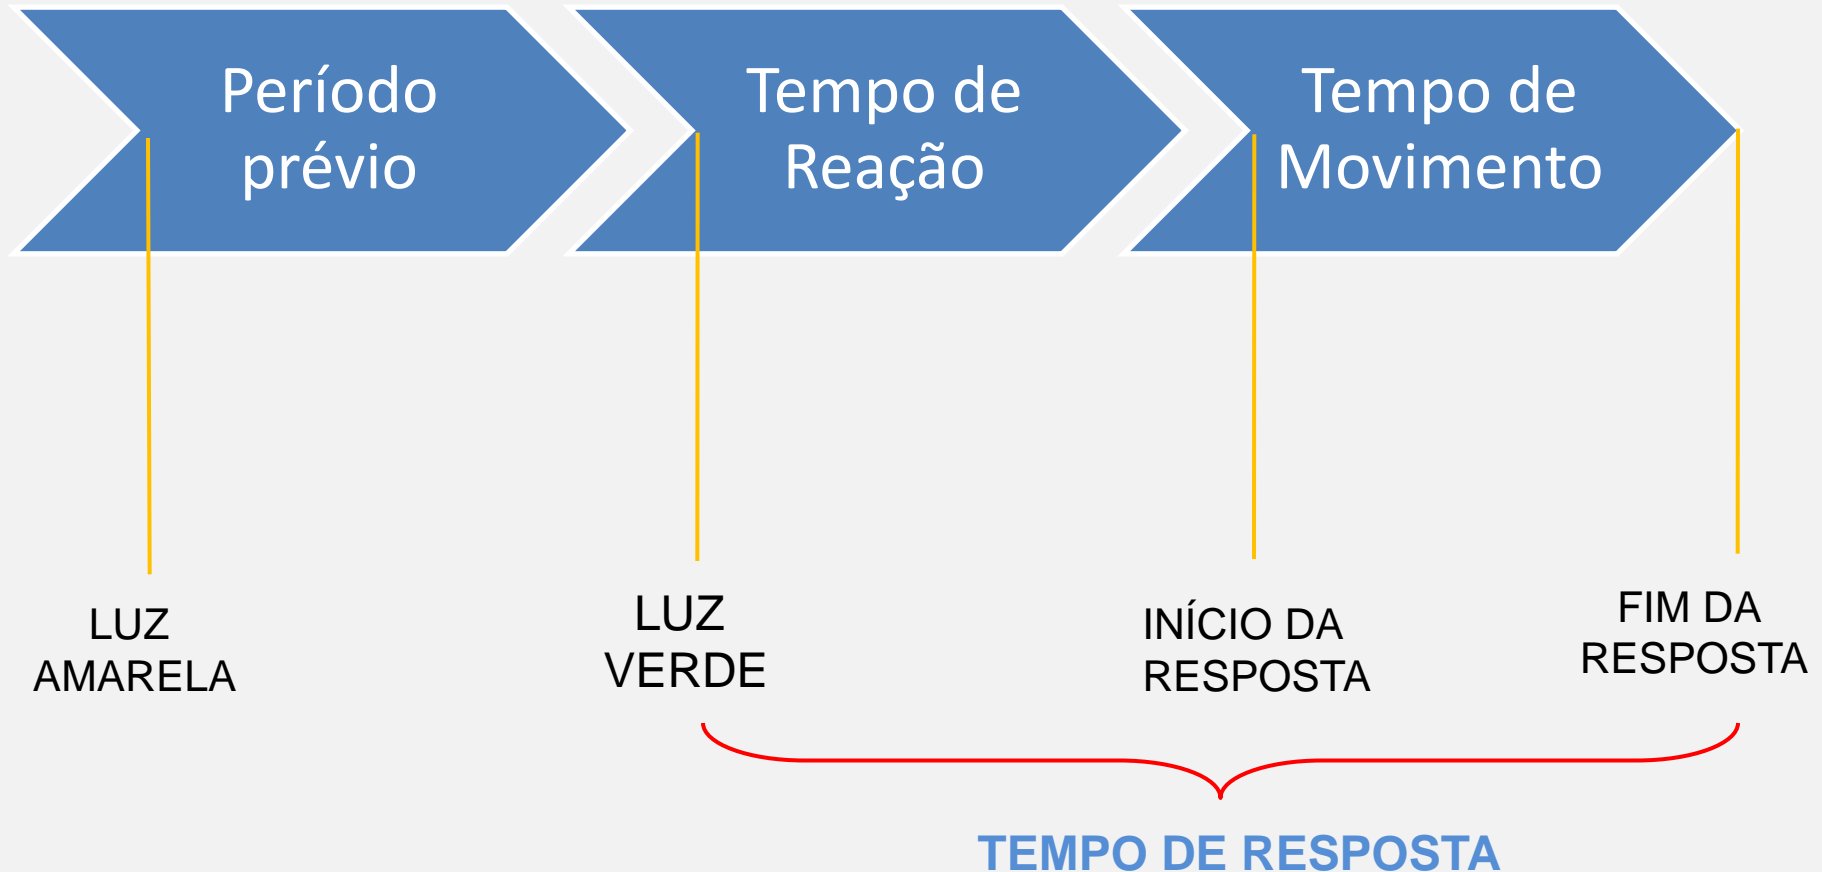 Período
prévio
Tempo de
Reação
Tempo de
Movimento
LUZ
AMARELA
LUZ
VERDE
INÍCIO DA
RESPOSTA
FIM DA
RESPOSTA
TEMPO DE RESPOSTA